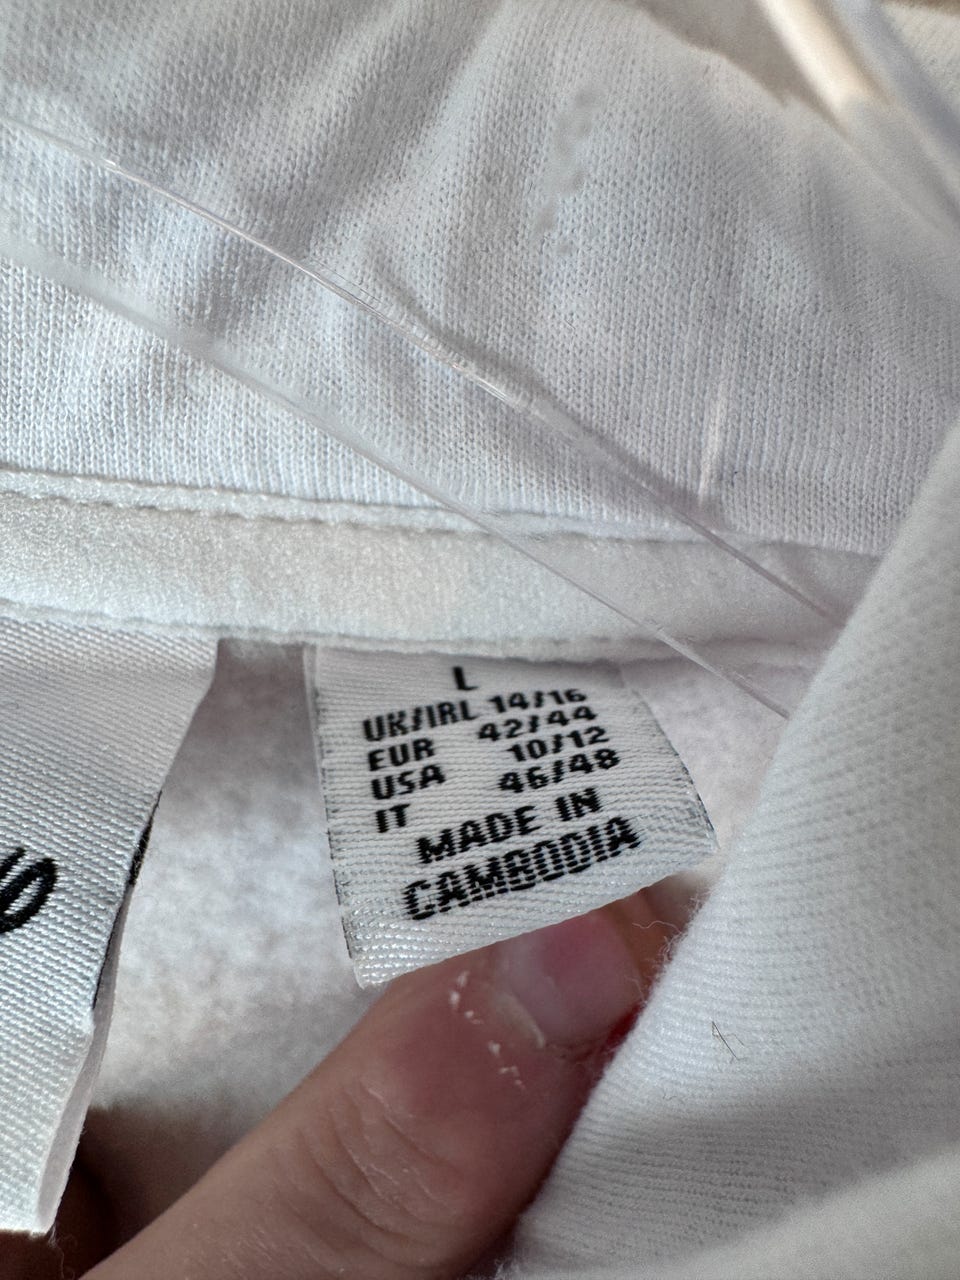 L
UK/IRL 14/16
EUR 42/44
USA 10/12
IT 46/48
MADE IN
CAMBODIA